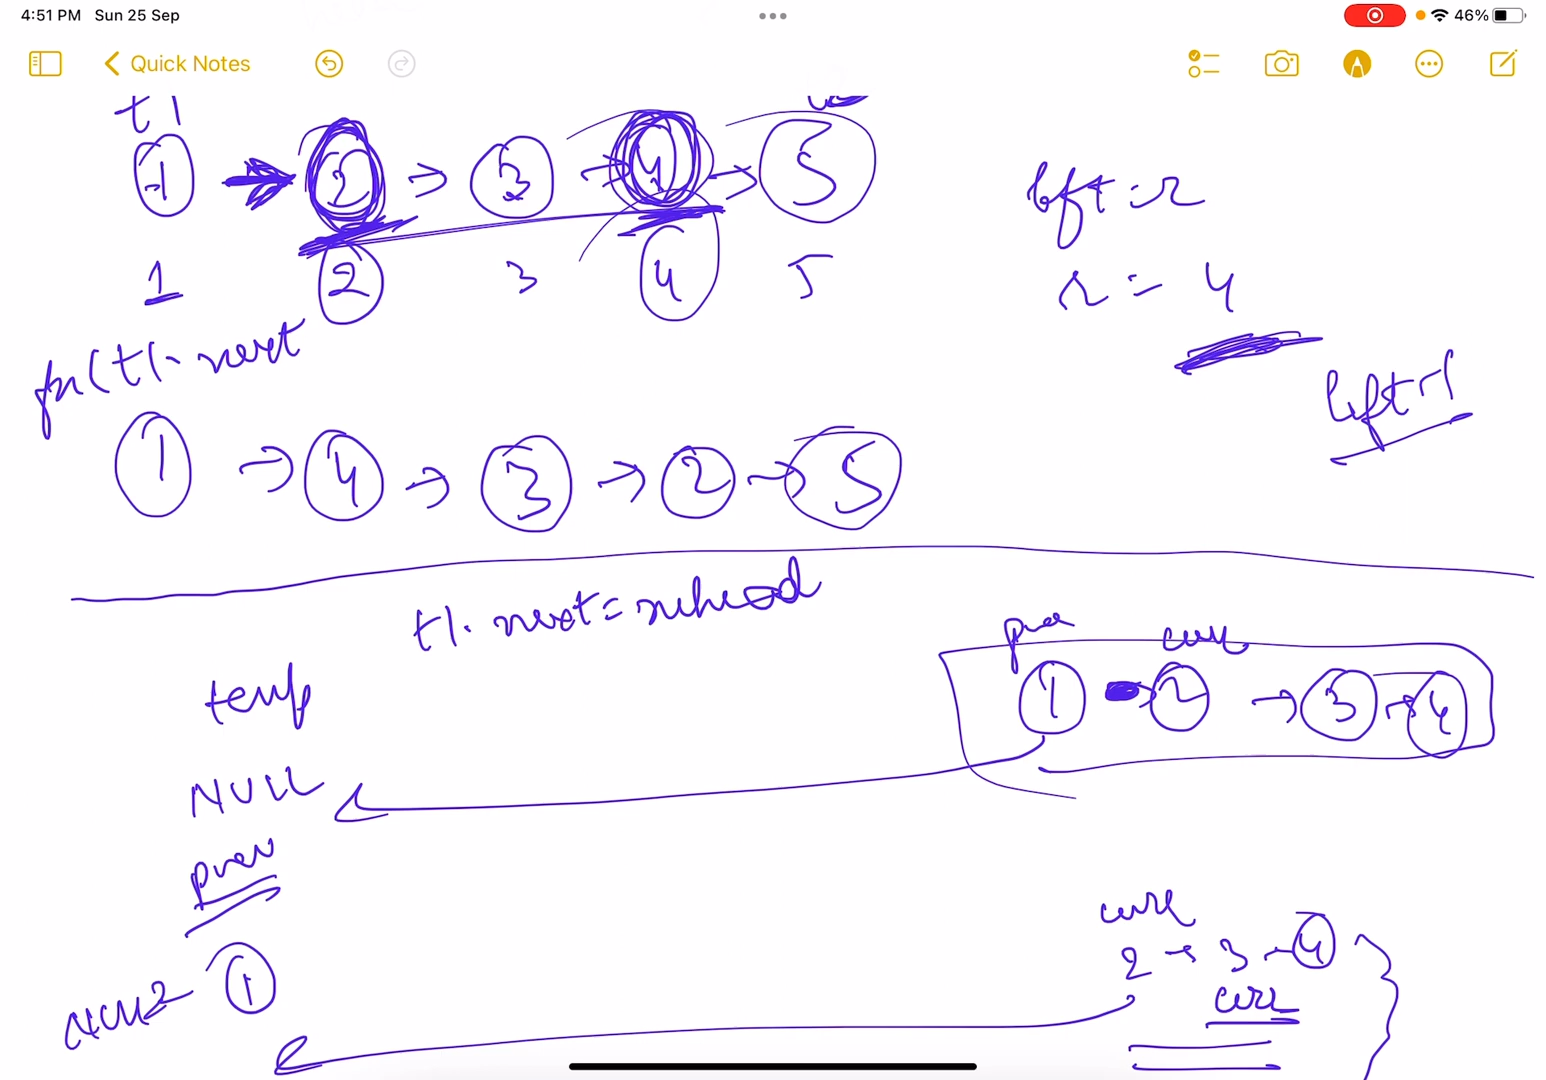 4:51 PM Sun 25 Sep
46%
Quick Notes
t1
1 → 2 → 3 → 4 → 5
left = 2
1 2 3 4 5
r = 4
fn(t1. next
left-1
1 → 4 → 3 → 2 → 5
t1. next = rehead
prev curr
temp
1 → 2 → 3 → 4
NULL
prev
curr
2 → 3 → 4
1
curr